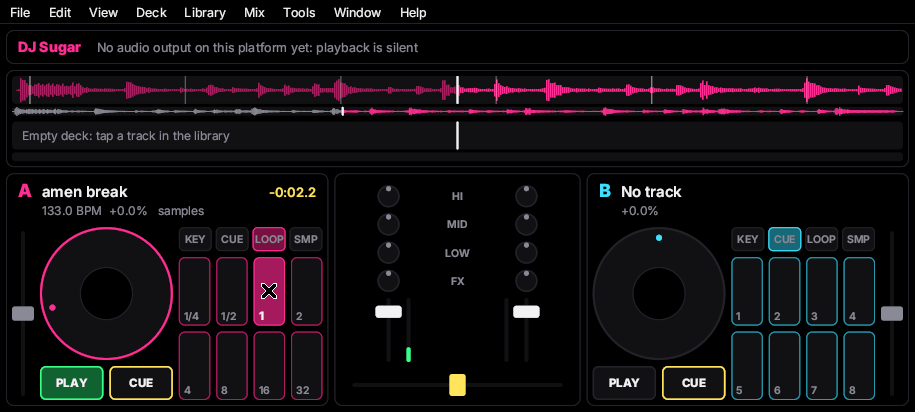 File Edit View Deck Library Mix Tools Window Help
DJ Sugar No audio output on this platform yet: playback is silent
Empty deck: tap a track in the library
A amen break -0:02.2
133.0 BPM +0.0% samples
KEY CUE LOOP SMP
1/4 1/2 1 2
4 8 16 32
PLAY CUE
HI
MID
LOW
FX
B No track
+0.0%
KEY CUE LOOP SMP
1 2 3 4
5 6 7 8
PLAY CUE